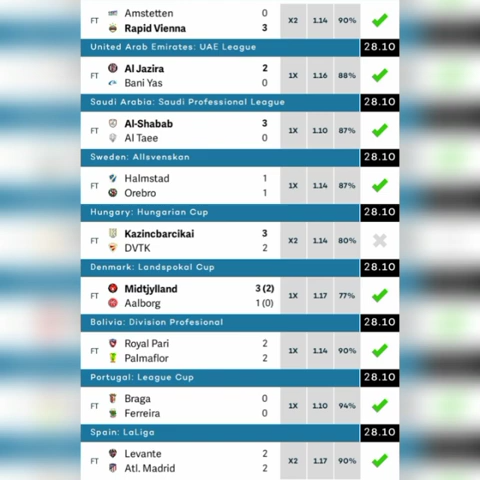 Amstetten 0
FT X2 1.14 90%
Rapid Vienna 3
United Arab Emirates: UAE League 28.10
Al Jazira 2
FT 1X 1.16 88%
Bani Yas 0
Saudi Arabia: Saudi Professional League 28.10
Al-Shabab 3
FT 1X 1.10 87%
Al Taee 0
Sweden: Allsvenskan 28.10
Halmstad 1
FT 1X 1.14 87%
Orebro 1
Hungary: Hungarian Cup 28.10
Kazincbarcikai 3
FT X2 1.14 80%
DVTK 2
Denmark: Landspokal Cup 28.10
Midtjylland 3 (2)
FT 1X 1.17 77%
Aalborg 1 (0)
Bolivia: Division Profesional 28.10
Royal Pari 2
FT 1X 1.14 90%
Palmaflor 2
Portugal: League Cup 28.10
Braga 0
FT 1X 1.10 94%
Ferreira 0
Spain: LaLiga 28.10
Levante 2
FT X2 1.17 90%
Atl. Madrid 2